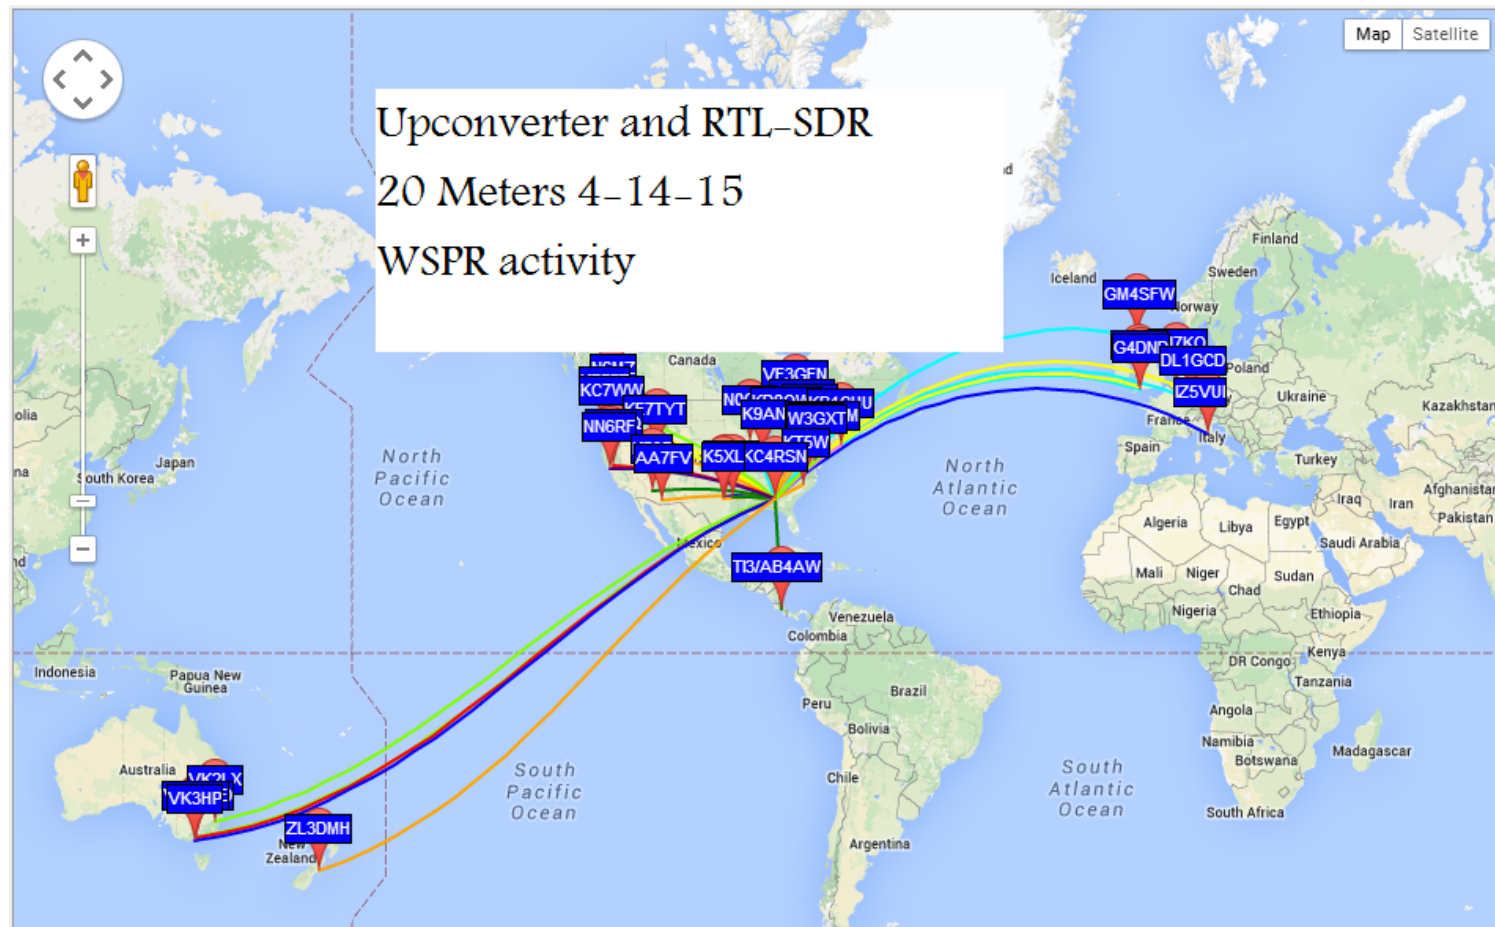 Map Satellite
Upconverter and RTL-SDR
20 Meters 4-14-15
WSPR activity
Finland
Iceland
Sweden
GM4SFW
Norway
G4DND
DL1GCD
Poland
IZ5VUI
Ukraine
Kazakhstan
France
Italy
Spain
Turkey
Canada
VE3GEN
KC7WW
KE7TYT
K9AN
W3GXT
NN6RF
KT5W
AA7FV
K5XL
KC4RSN
North
Pacific
Ocean
North
Atlantic
Ocean
Japan
South Korea
Iraq
Iran
Afghanistan
Pakistan
Algeria
Libya
Egypt
Saudi Arabia
Mexico
TI3/AB4AW
Mali
Niger
Chad
Sudan
Nigeria
Ethiopia
Venezuela
Colombia
Kenya
DR Congo
Tanzania
Indonesia
Papua New
Guinea
Brazil
Peru
Bolivia
Angola
Namibia
Botswana
Madagascar
Australia
VK2LX
VK3HP
South
Pacific
Ocean
South
Atlantic
Ocean
Chile
South Africa
ZL3DMH
New
Zealand
Argentina